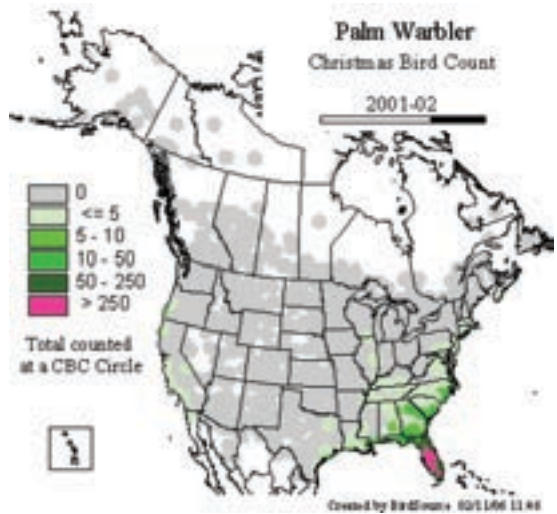 Palm Warbler
Christmas Bird Count
2001-02
0
<= 5
5 - 10
10 - 50
50 - 250
> 250
Total counted
at a CBC Circle
Created by BirdSource